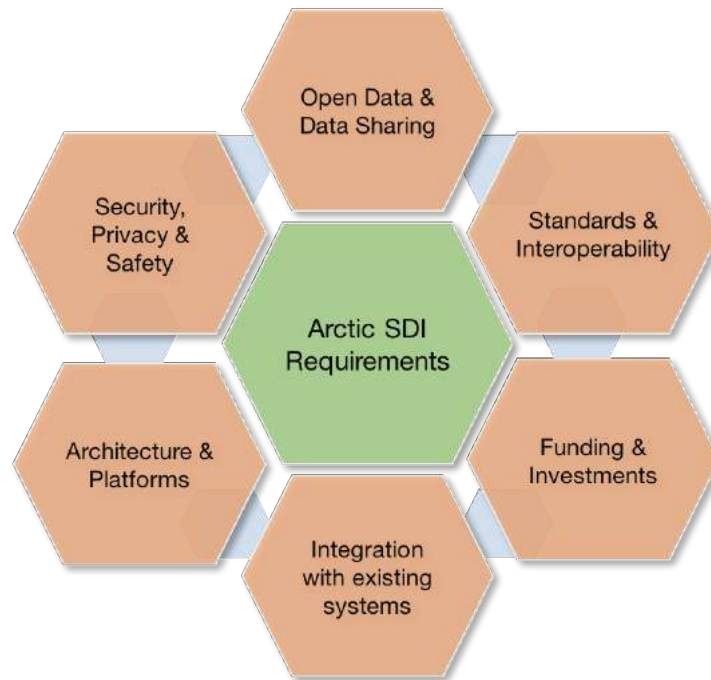 Open Data &
Data Sharing
Security,
Privacy &
Safety
Standards &
Interoperability
Arctic SDI
Requirements
Architecture &
Platforms
Funding &
Investments
Integration
with existing
systems